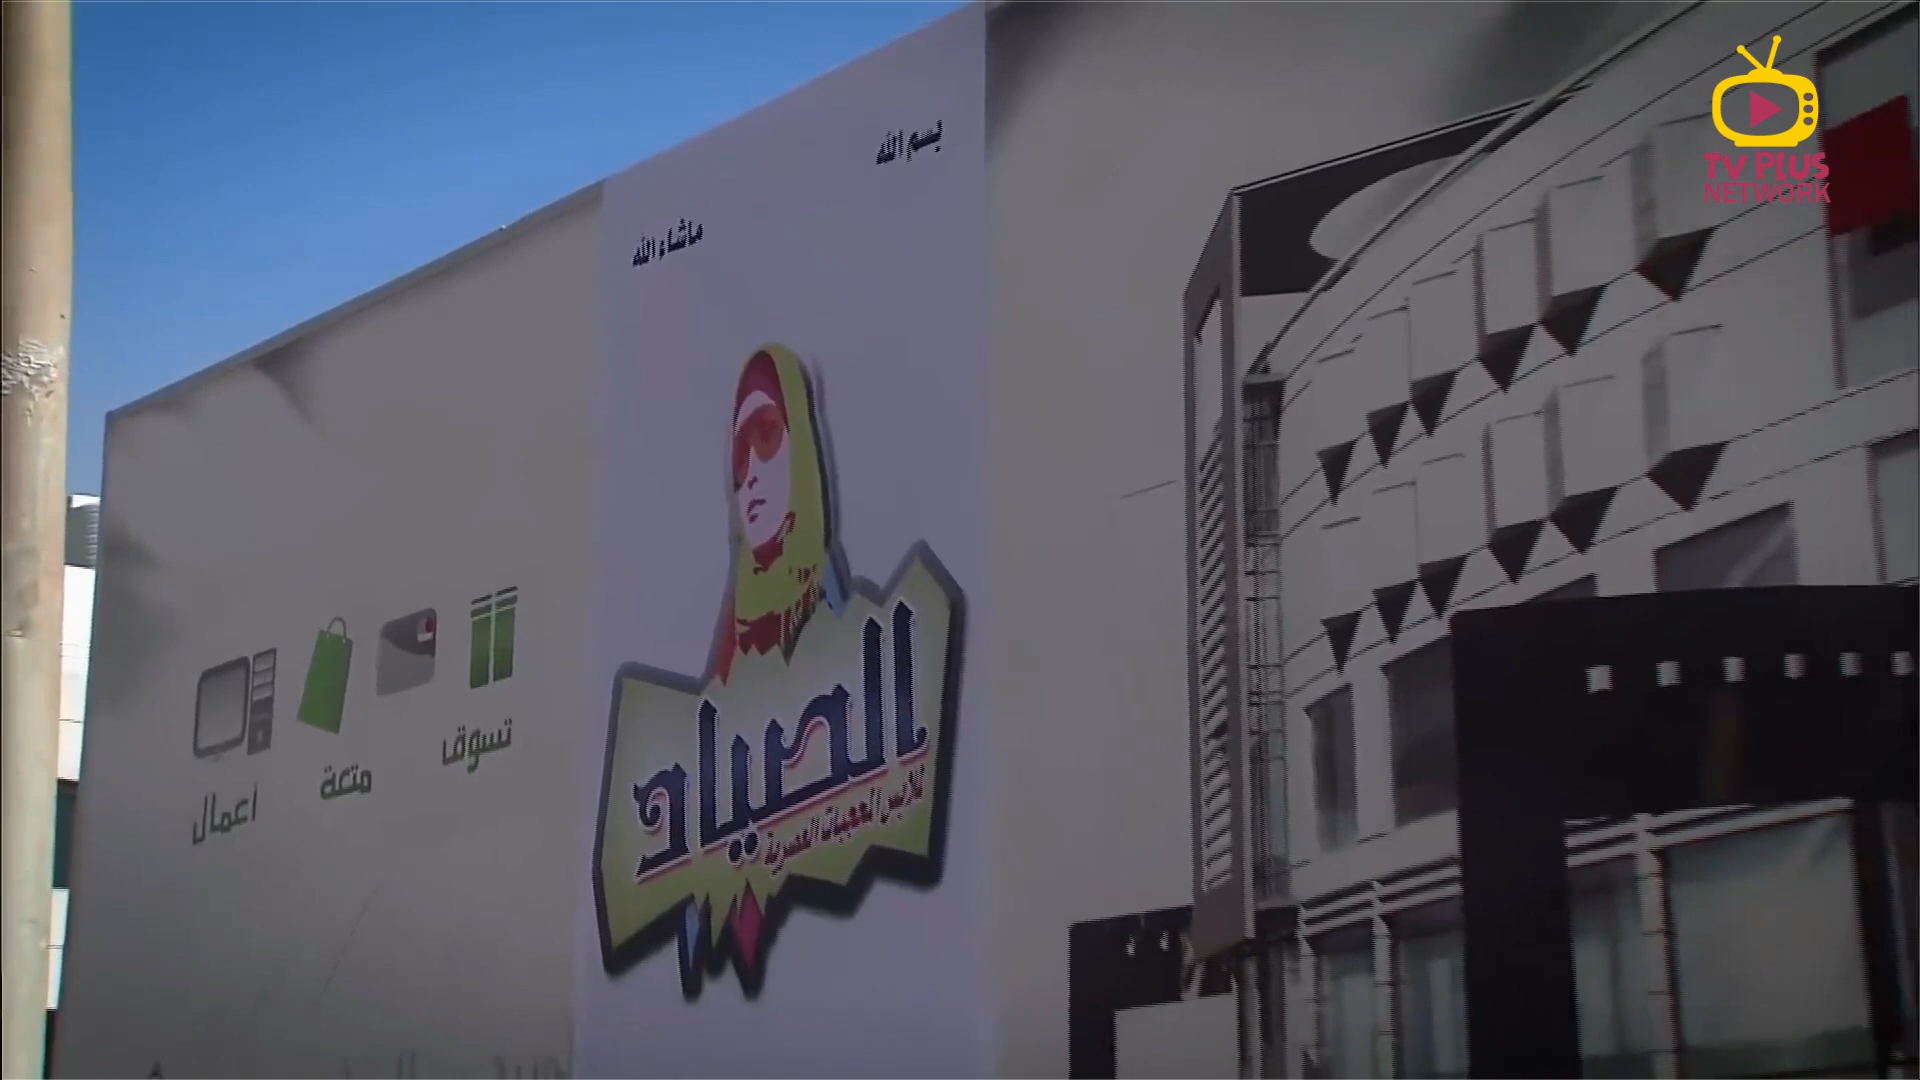 TV PLUS
NETWORK
بسم الله
ماشاء الله
الصياد
لملابس المحجبات العصرية
تسوق
متعة
اعمال